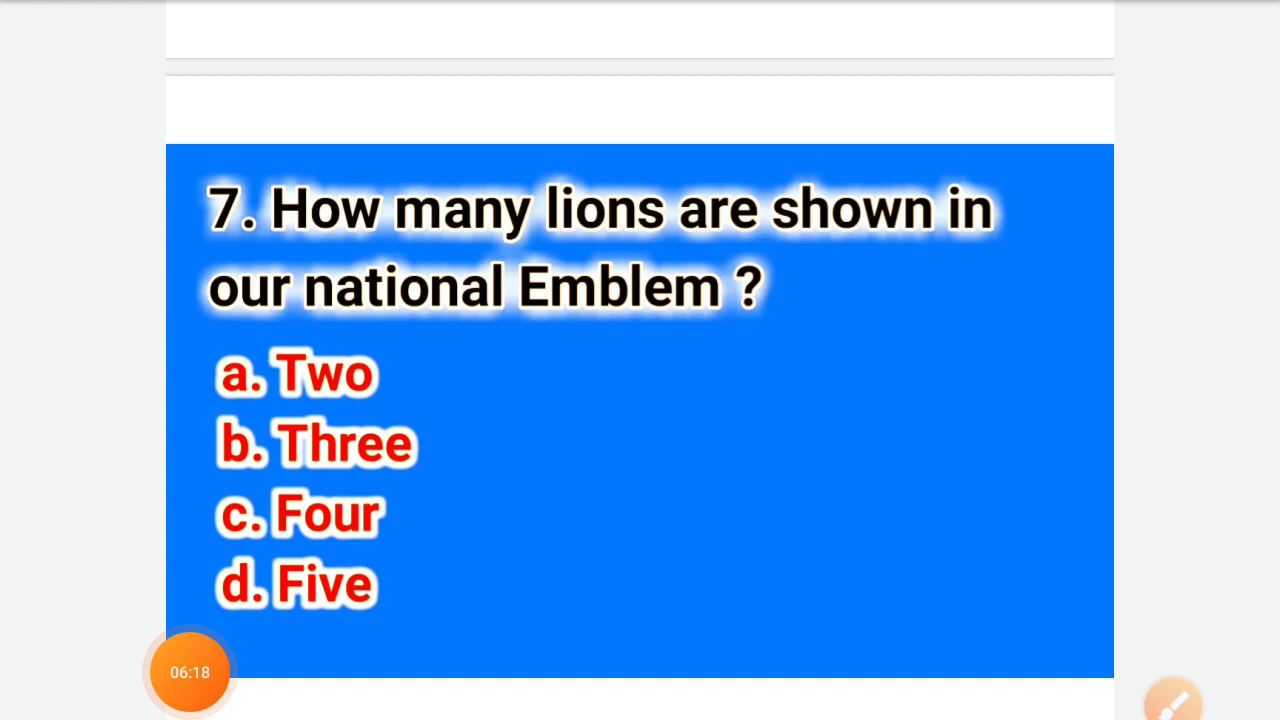 7. How many lions are shown in
our national Emblem ?
a. Two
b. Three
c. Four
d. Five
06:18